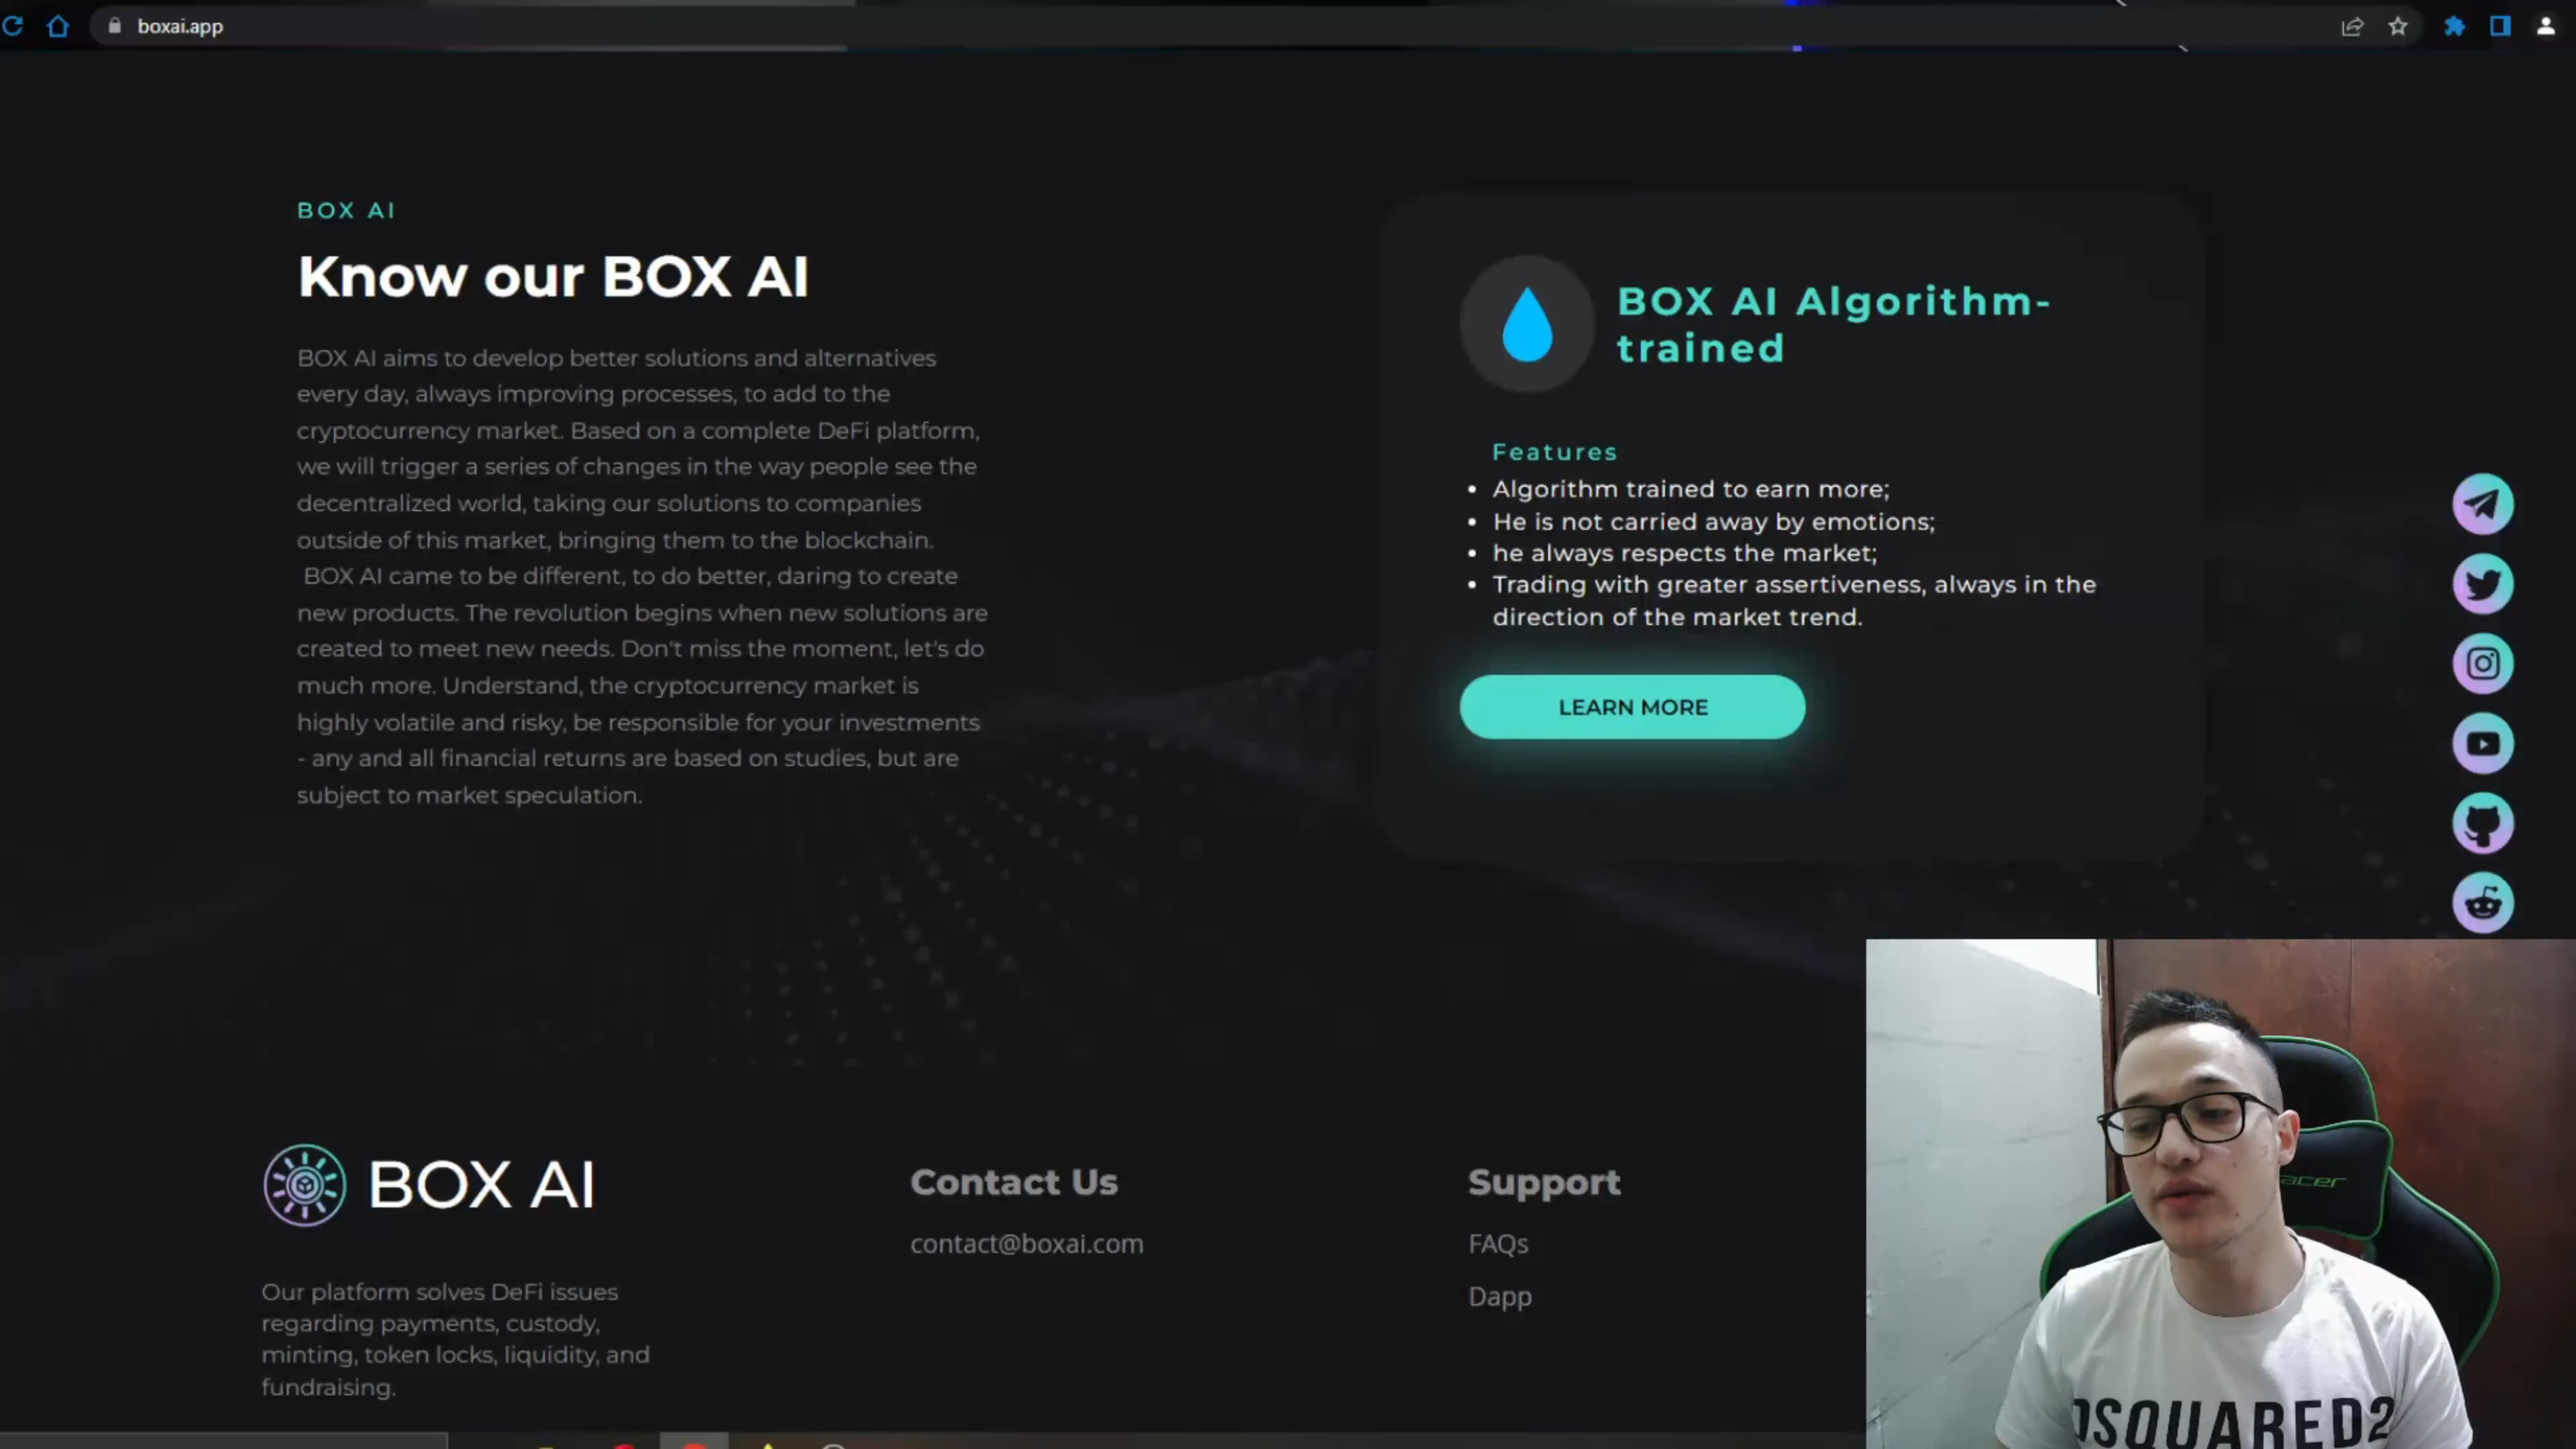 boxai.app
BOX AI
Know our BOX AI
BOX AI aims to develop better solutions and alternatives
every day, always improving processes, to add to the
cryptocurrency market. Based on a complete DeFi platform,
we will trigger a series of changes in the way people see the
decentralized world, taking our solutions to companies
outside of this market, bringing them to the blockchain.
BOX AI came to be different, to do better, daring to create
new products. The revolution begins when new solutions are
created to meet new needs. Don't miss the moment, let's do
much more. Understand, the cryptocurrency market is
highly volatile and risky, be responsible for your investments
- any and all financial returns are based on studies, but are
subject to market speculation.
BOX AI Algorithm-
trained
Features
• Algorithm trained to earn more;
• He is not carried away by emotions;
• he always respects the market;
• Trading with greater assertiveness, always in the
direction of the market trend.
LEARN MORE
BOX AI
Our platform solves DeFi issues
regarding payments, custody,
minting, token locks, liquidity, and
fundraising.
Contact Us
contact@boxai.com
Support
FAQs
Dapp
acer
DSQUARED2